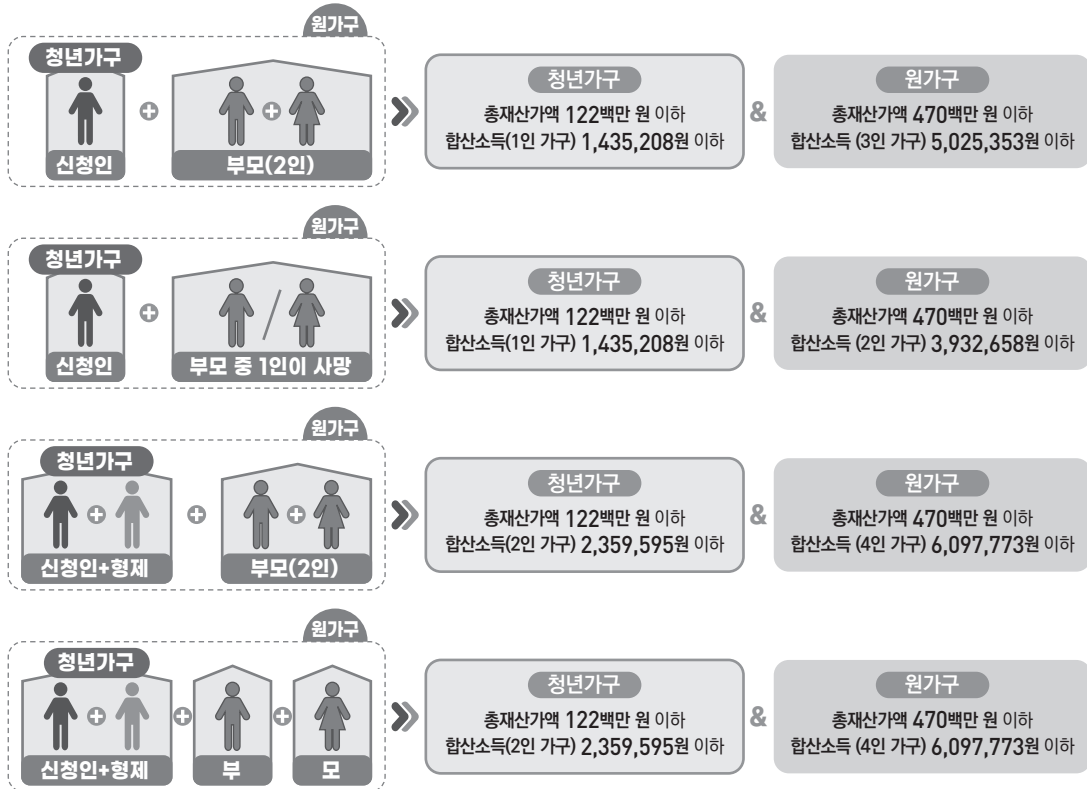 원가구
청년가구
신청인
부모(2인)
청년가구
총재산가액 122백만 원 이하
합산소득(1인 가구) 1,435,208원 이하
&
원가구
총재산가액 470백만 원 이하
합산소득 (3인 가구) 5,025,353원 이하
원가구
청년가구
신청인
부모 중 1인이 사망
청년가구
총재산가액 122백만 원 이하
합산소득(1인 가구) 1,435,208원 이하
&
원가구
총재산가액 470백만 원 이하
합산소득 (2인 가구) 3,932,658원 이하
원가구
청년가구
신청인+형제
부모(2인)
청년가구
총재산가액 122백만 원 이하
합산소득(2인 가구) 2,359,595원 이하
&
원가구
총재산가액 470백만 원 이하
합산소득 (4인 가구) 6,097,773원 이하
원가구
청년가구
신청인+형제
부
모
청년가구
총재산가액 122백만 원 이하
합산소득(2인 가구) 2,359,595원 이하
&
원가구
총재산가액 470백만 원 이하
합산소득 (4인 가구) 6,097,773원 이하